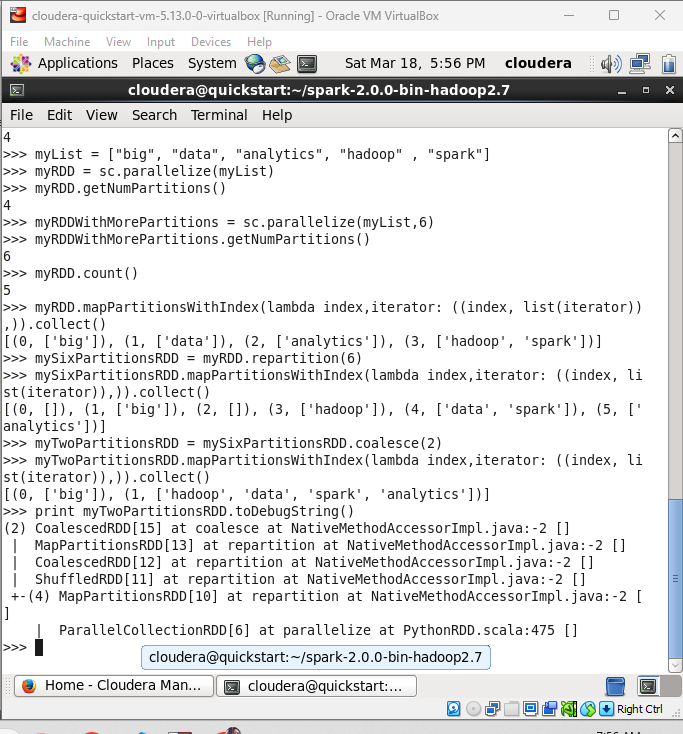 cloudera-quickstart-vm-5.13.0-0-virtualbox [Running] - Oracle VM VirtualBox
File Machine View Input Devices Help
Applications Places System Sat Mar 18, 5:56 PM cloudera
cloudera@quickstart:~/spark-2.0.0-bin-hadoop2.7
File Edit View Search Terminal Help
4
>>> myList = ["big", "data", "analytics", "hadoop" , "spark"]
>>> myRDD = sc.parallelize(myList)
>>> myRDD.getNumPartitions()
4
>>> myRDDWithMorePartitions = sc.parallelize(myList,6)
>>> myRDDWithMorePartitions.getNumPartitions()
6
>>> myRDD.count()
5
>>> myRDD.mapPartitionsWithIndex(lambda index,iterator: ((index, list(iterator))
,)).collect()
[(0, ['big']), (1, ['data']), (2, ['analytics']), (3, ['hadoop', 'spark'])]
>>> mySixPartitionsRDD = myRDD.repartition(6)
>>> mySixPartitionsRDD.mapPartitionsWithIndex(lambda index,iterator: ((index, li
st(iterator)),)).collect()
[(0, []), (1, ['big']), (2, []), (3, ['hadoop']), (4, ['data', 'spark']), (5, ['
analytics'])]
>>> myTwoPartitionsRDD = mySixPartitionsRDD.coalesce(2)
>>> myTwoPartitionsRDD.mapPartitionsWithIndex(lambda index,iterator: ((index, li
st(iterator)),)).collect()
[(0, ['big']), (1, ['hadoop', 'data', 'spark', 'analytics'])]
>>> print myTwoPartitionsRDD.toDebugString()
(2) CoalescedRDD[15] at coalesce at NativeMethodAccessorImpl.java:-2 []
 |  MapPartitionsRDD[13] at repartition at NativeMethodAccessorImpl.java:-2 []
 |  CoalescedRDD[12] at repartition at NativeMethodAccessorImpl.java:-2 []
 |  ShuffledRDD[11] at repartition at NativeMethodAccessorImpl.java:-2 []
 +-(4) MapPartitionsRDD[10] at repartition at NativeMethodAccessorImpl.java:-2 [
]
    |  ParallelCollectionRDD[6] at parallelize at PythonRDD.scala:475 []
>>>
cloudera@quickstart:~/spark-2.0.0-bin-hadoop2.7
Home - Cloudera Man... cloudera@quickstart:...
Right Ctrl